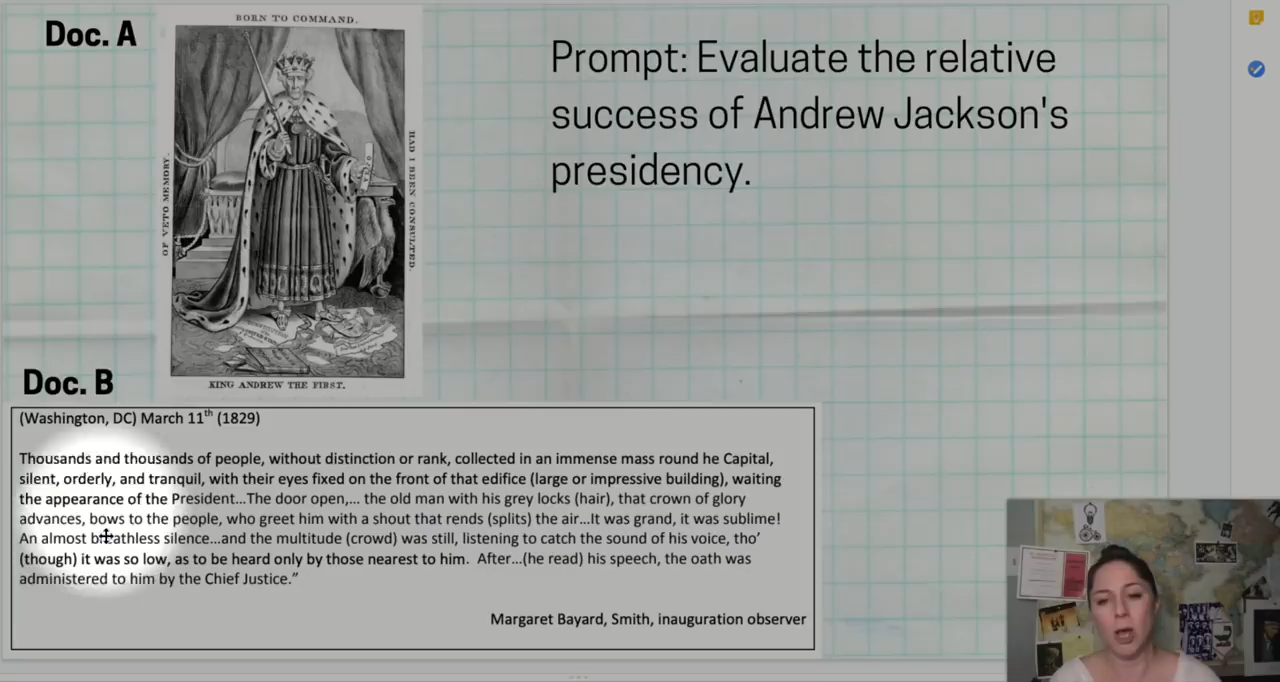 Doc. A
BORN TO COMMAND.
OF VETO MEMORY.
HAD I BEEN CONSULTED.
VETO
CONSTITUTION
KING ANDREW THE FIRST.
Prompt: Evaluate the relative
success of Andrew Jackson's
presidency.
Doc. B
(Washington, DC) March 11th (1829)
Thousands and thousands of people, without distinction or rank, collected in an immense mass round he Capital,
silent, orderly, and tranquil, with their eyes fixed on the front of that edifice (large or impressive building), waiting
the appearance of the President...The door open,... the old man with his grey locks (hair), that crown of glory
advances, bows to the people, who greet him with a shout that rends (splits) the air...It was grand, it was sublime!
An almost breathless silence...and the multitude (crowd) was still, listening to catch the sound of his voice, tho’
(though) it was so low, as to be heard only by those nearest to him.  After...(he read) his speech, the oath was
administered to him by the Chief Justice.”
Margaret Bayard, Smith, inauguration observer